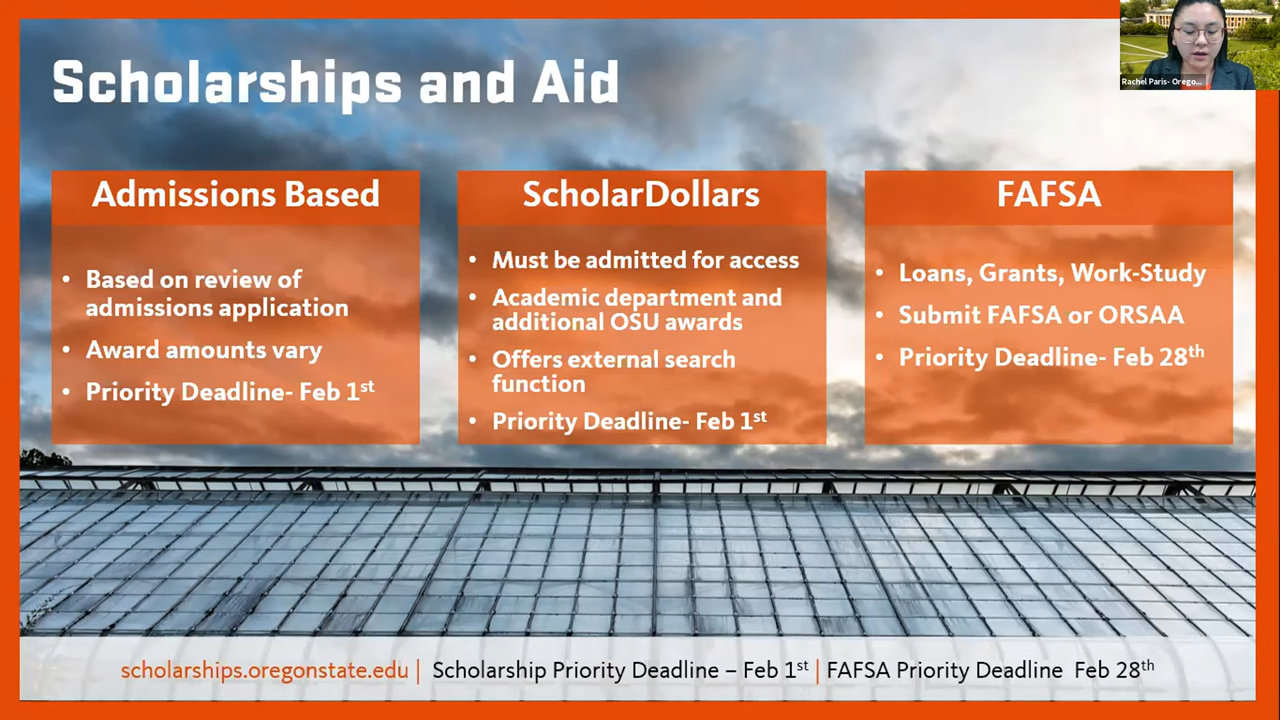 Rachel Paris- Orego...
Scholarships and Aid
Admissions Based
• Based on review of
admissions application
• Award amounts vary
• Priority Deadline- Feb 1st
ScholarDollars
• Must be admitted for access
• Academic department and
additional OSU awards
• Offers external search
function
• Priority Deadline- Feb 1st
FAFSA
• Loans, Grants, Work-Study
• Submit FAFSA or ORSAA
• Priority Deadline- Feb 28th
scholarships.oregonstate.edu | Scholarship Priority Deadline – Feb 1st | FAFSA Priority Deadline Feb 28th